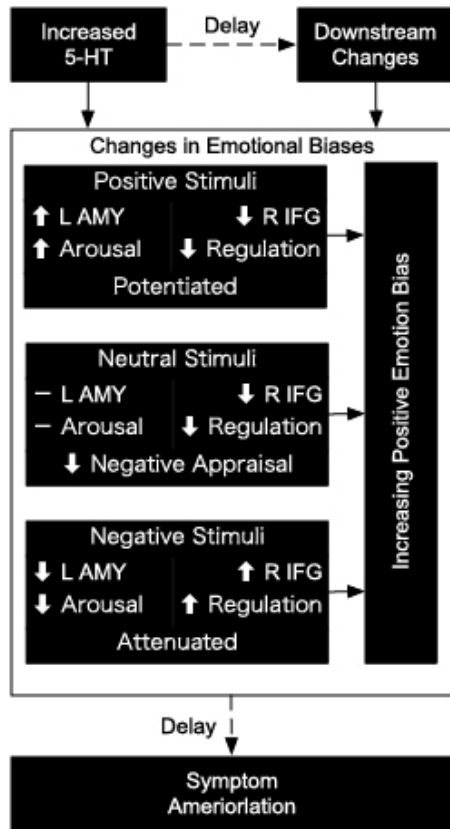 Increased
5-HT
Delay
Downstream
Changes
Changes in Emotional Biases
Positive Stimuli
⬆ L AMY ⬇ R IFG
⬆ Arousal ⬇ Regulation
Potentiated
Neutral Stimuli
– L AMY ⬇ R IFG
– Arousal ⬇ Regulation
⬇ Negative Appraisal
Negative Stimuli
⬇ L AMY ⬆ R IFG
⬇ Arousal ⬆ Regulation
Attenuated
Increasing Positive Emotion Bias
Delay
Symptom
Ameriorlation